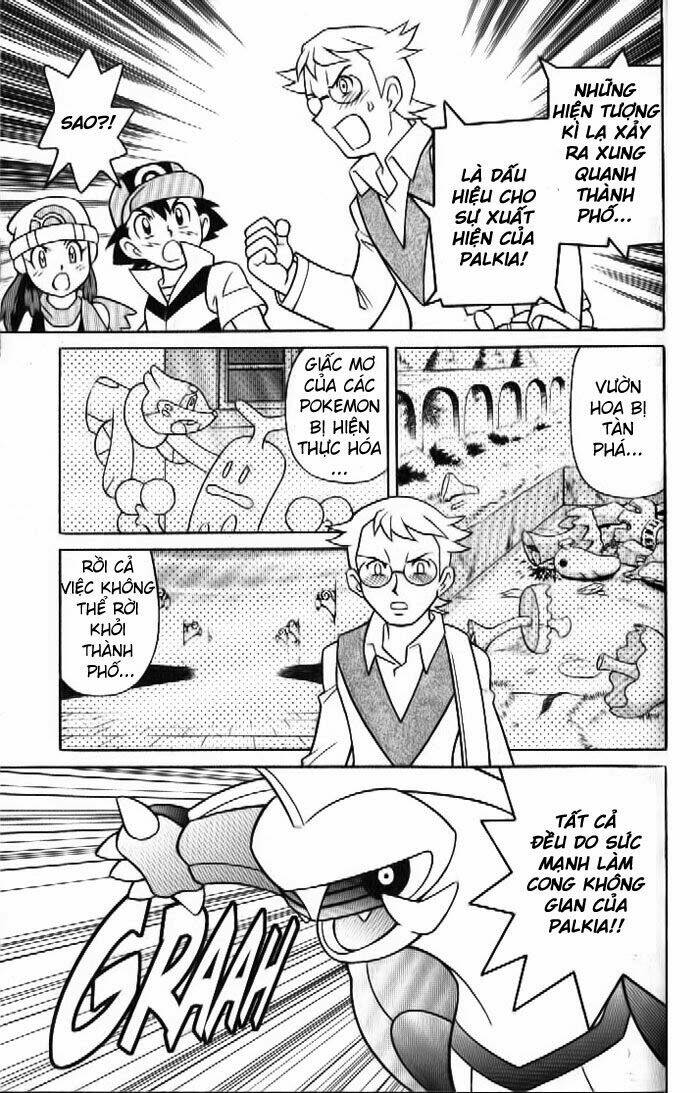 NHỮNG
HIỆN TƯỢNG
KÌ LẠ XẢY
RA XUNG
QUANH
THÀNH
PHỐ...
LÀ DẤU
HIỆU CHO
SỰ XUẤT
HIỆN CỦA
PALKIA!
SAO?!
VƯỜN
HOA BỊ
TÀN
PHÁ...
GIẤC MƠ
CỦA CÁC
POKEMON
BỊ HIỆN
THỰC HÓA
...
RỒI CẢ
VIỆC KHÔNG
THỂ RỜI
KHỎI
THÀNH
PHỐ...
TẤT CẢ
ĐỀU DO SỨC
MẠNH LÀM
CONG KHÔNG
GIAN CỦA
PALKIA!!
GRAAAH